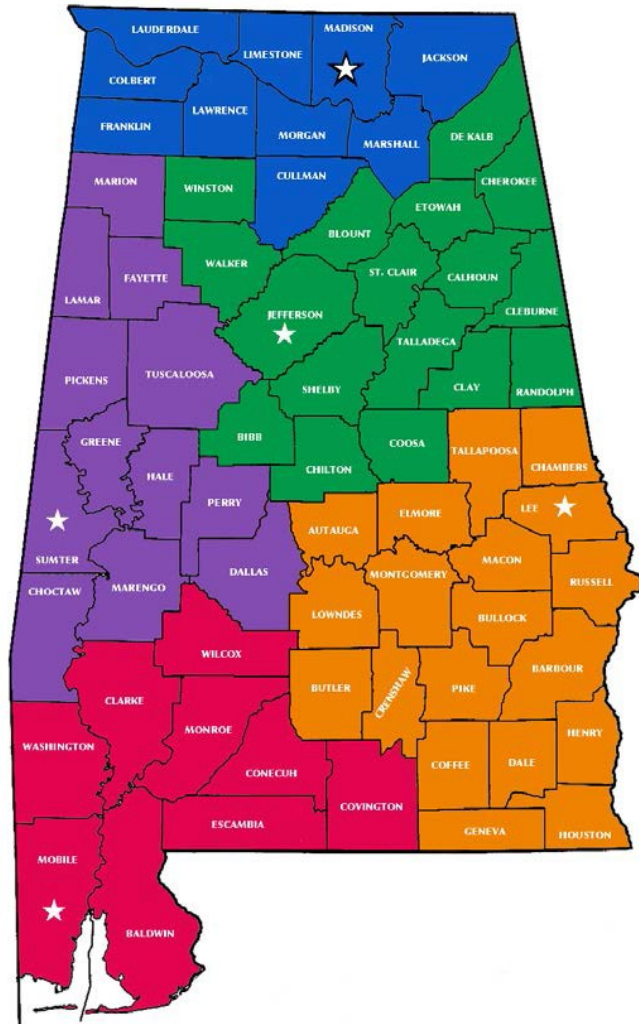 LAUDERDALE
LIMESTONE
MADISON
JACKSON
COLBERT
LAWRENCE
FRANKLIN
MORGAN
MARSHALL
DE KALB
CULLMAN
MARION
WINSTON
CHEROKEE
ETOWAH
BLOUNT
WALKER
ST. CLAIR
CALHOUN
FAYETTE
LAMAR
JEFFERSON
CLEBURNE
TALLADEGA
PICKENS
TUSCALOOSA
SHELBY
CLAY
RANDOLPH
GREENE
BIBB
COOSA
TALLAPOOSA
CHAMBERS
HALE
CHILTON
PERRY
ELMORE
LEE
AUTAUGA
SUMTER
MACON
DALLAS
MONTGOMERY
RUSSELL
CHOCTAW
MARENGO
LOWNDES
BULLOCK
WILCOX
BARBOUR
CLARKE
BUTLER
CRENSHAW
PIKE
MONROE
HENRY
WASHINGTON
CONECUH
COFFEE
DALE
COVINGTON
ESCAMBIA
GENEVA
HOUSTON
MOBILE
BALDWIN